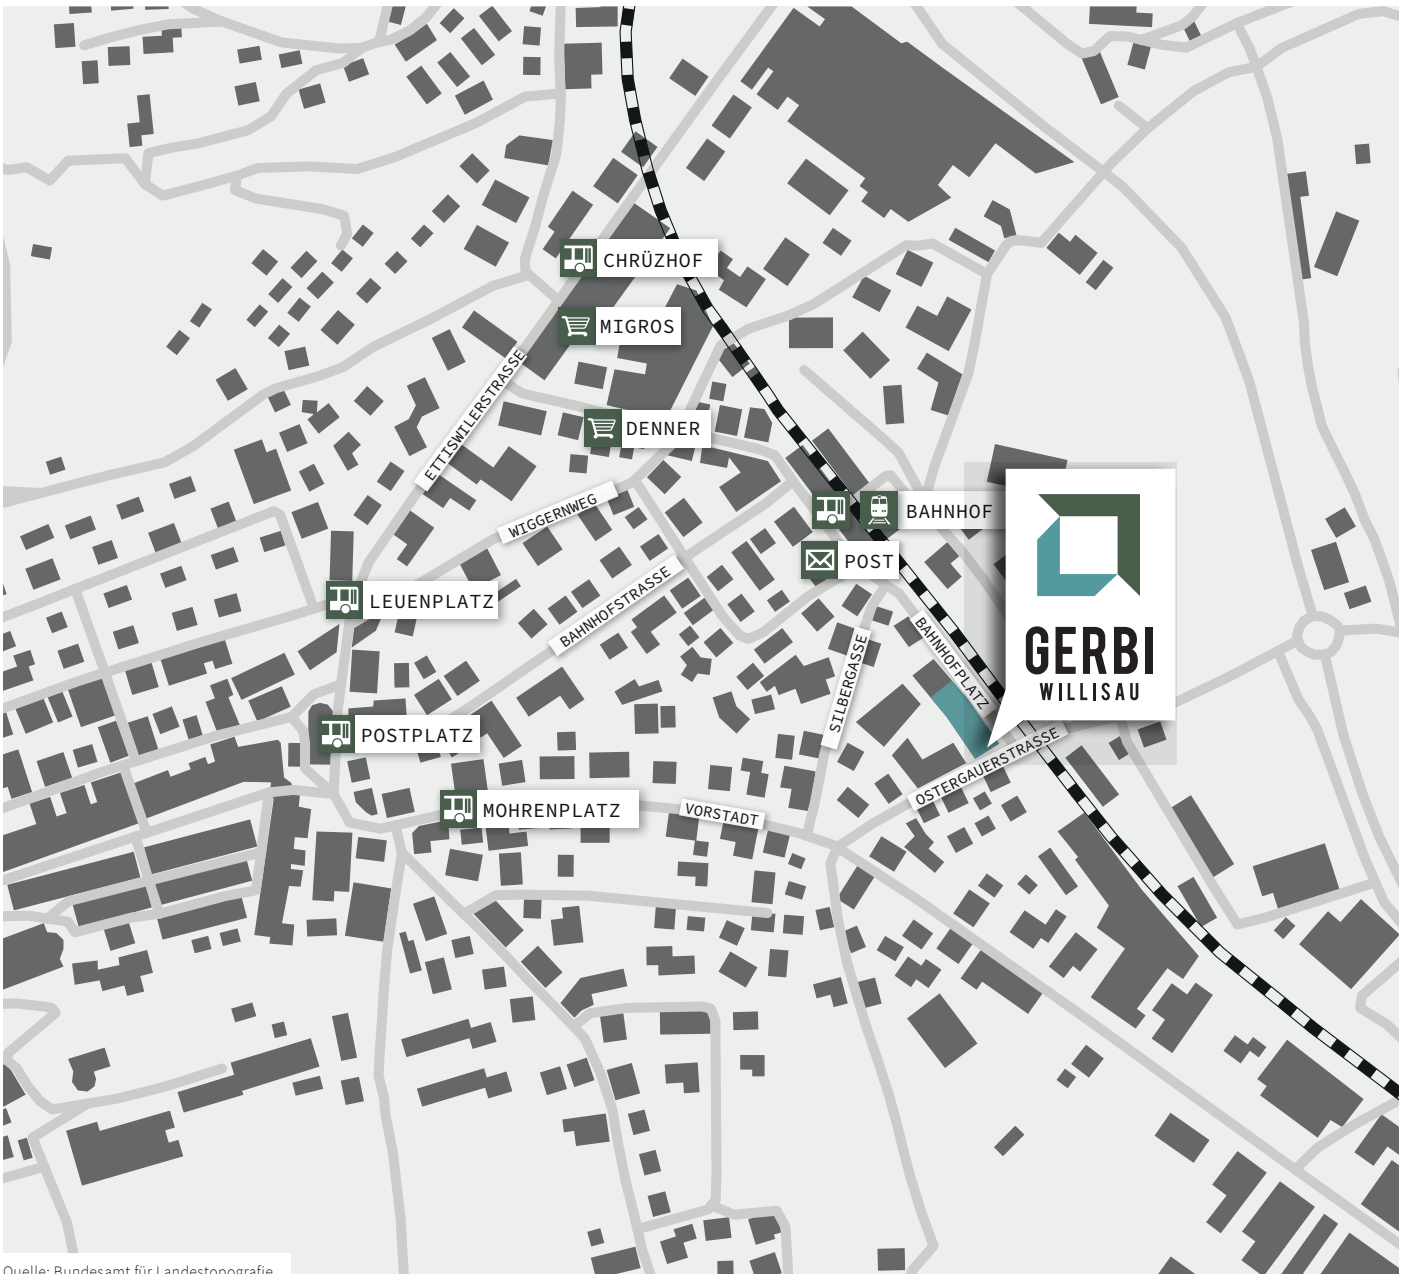 CHRÜZHOF
MIGROS
ETTISWILERSTRASSE
DENNER
WIGGERNWEG
BAHNHOF
POST
LEUENPLATZ
BAHNHOFSTRASSE
BAHNHOFPLATZ
SILBERGASSE
GERBI
WILLISAU
POSTPLATZ
OSTERGAUERSTRASSE
MOHRENPLATZ
VORSTADT
Quelle: Bundesamt für Landestopografie